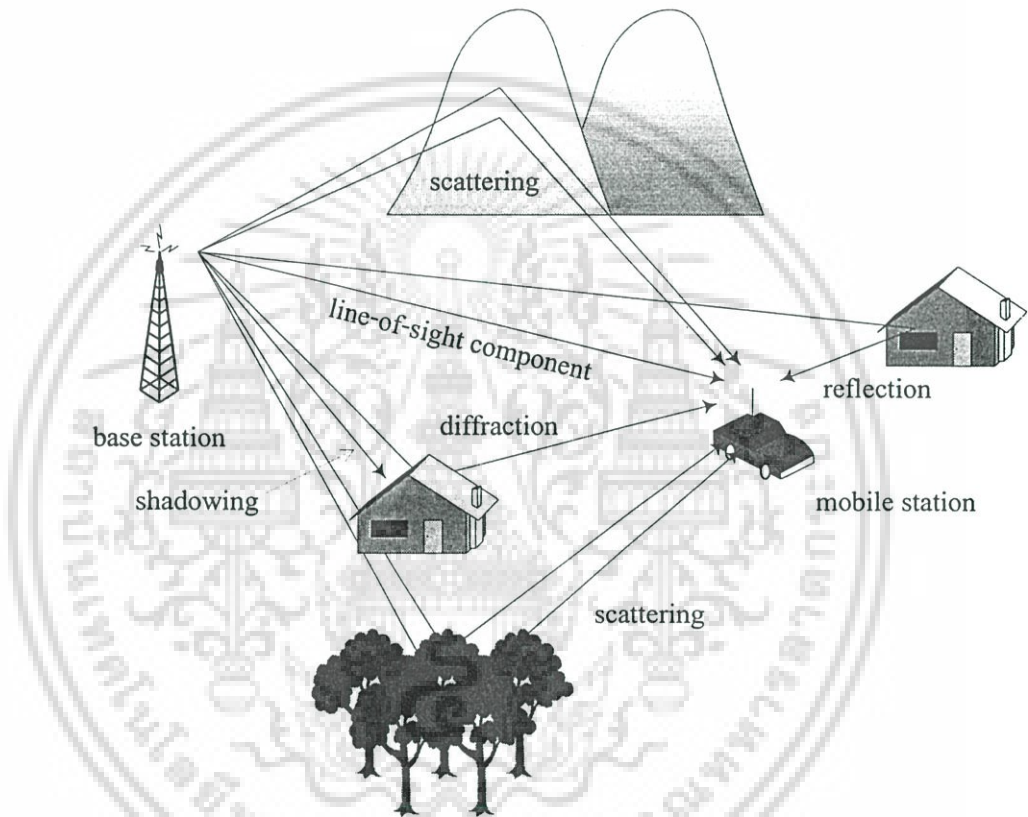 scattering
line-of-sight component
reflection
base station
diffraction
shadowing
mobile station
scattering